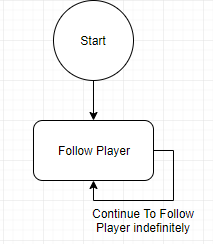 Start
Follow Player
Continue To Follow
Player indefinitely